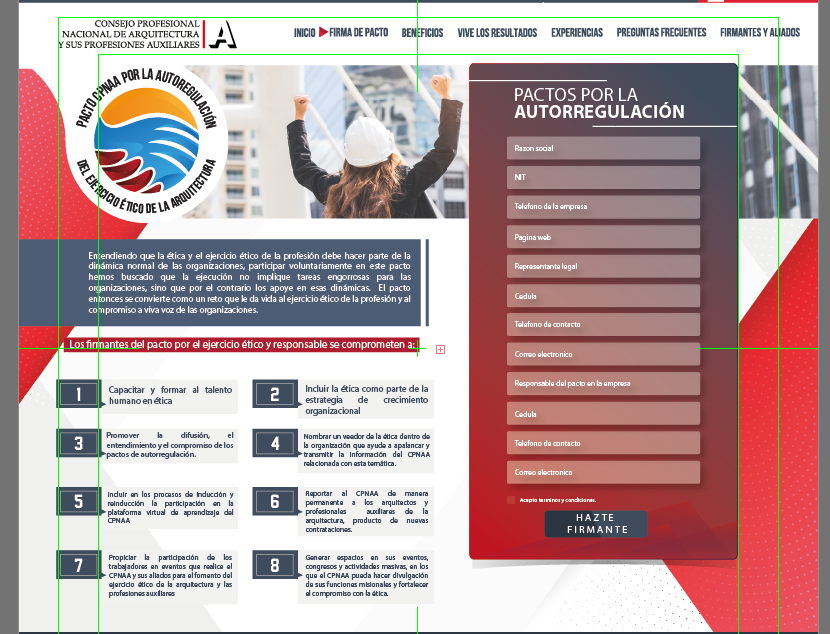 CONSEJO PROFESIONAL
NACIONAL DE ARQUITECTURA
Y SUS PROFESIONES AUXILIARES
INICIO FIRMA DE PACTO BENEFICIOS VIVE LOS RESULTADOS EXPERIENCIAS PREGUNTAS FRECUENTES FIRMANTES Y ALIADOS
PACTO CPNAA POR LA AUTOREGULACIÓN
DEL EJERCICIO ÉTICO DE LA ARQUITECTURA
Entendiendo que la ética y el ejercicio ético de la profesión debe hacer parte de la
dinámica normal de las organizaciones, participar voluntariamente en este pacto
hemos buscado que la ejecución no implique tareas engorrosas para las
organizaciones, sino que por el contrario los apoye en esas dinámicas. El pacto
entonces se convierte como un reto que le da vida al ejercicio ético de la profesión y al
compromiso a viva voz de las organizaciones.
Los firmantes del pacto por el ejercicio ético y responsable se comprometen a:
1
Capacitar y formar al talento
humano en ética
2
Incluir la ética como parte de la
estrategia de crecimiento
organizacional
3
Promover la difusión, el
entendimiento y el compromiso de los
pactos de autorregulación.
4
Nombrar un veedor de la ética dentro de
la organización que ayude a apalancar y
transmitir la información del CPNAA
relacionada con esta temática.
5
Incluir en los procesos de inducción y
reinducción la participación en la
plataforma virtual de aprendizaje del
CPNAA
6
Reportar al CPNAA de manera
permanente a los arquitectos y
profesionales auxiliares de la
arquitectura, producto de nuevas
contrataciones.
7
Propiciar la participación de los
trabajadores en eventos que realice el
CPNAA y sus aliados para el fomento del
ejercicio ético de la arquitectura y las
profesiones auxiliares
8
Generar espacios en sus eventos,
congresos y actividades masivas, en los
que el CPNAA pueda hacer divulgación
de sus funciones misionales y fortalecer
el compromiso con la ética.
PACTOS POR LA
AUTORREGULACIÓN
Razon social
NIT
Telefono de la empresa
Pagina web
Representante legal
Cedula
Telefono de contacto
Correo electronico
Responsable del pacto en la empresa
Cedula
Telefono de contacto
Correo electronico
Acepto terminos y condiciones.
HAZTE
FIRMANTE